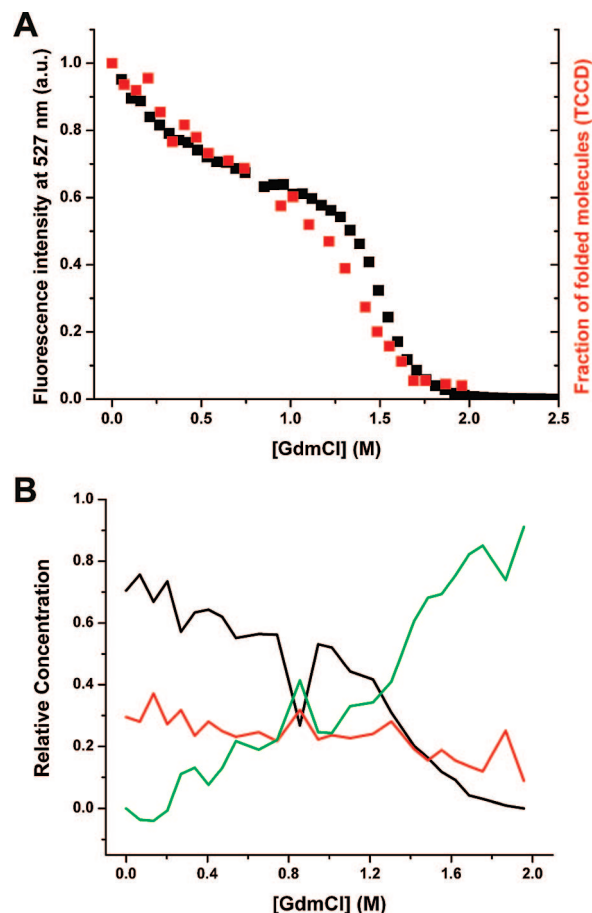 A
Fluorescence intensity at 527 nm (a.u.)
1.0
0.8
0.6
0.4
0.2
0.0
Fraction of folded molecules (TCCD)
0.0 0.5 1.0 1.5 2.0 2.5
[GdmCl] (M)
B
Relative Concentration
1.0
0.8
0.6
0.4
0.2
0.0
0.0 0.4 0.8 1.2 1.6 2.0
[GdmCl] (M)